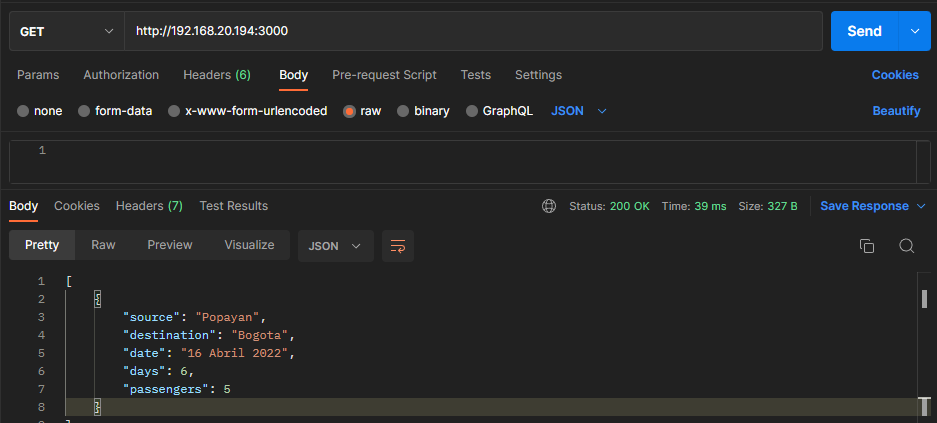 GET http://192.168.20.194:3000 Send
Params Authorization Headers (6) Body Pre-request Script Tests Settings Cookies
none form-data x-www-form-urlencoded raw binary GraphQL JSON Beautify
1
Body Cookies Headers (7) Test Results Status: 200 OK Time: 39 ms Size: 327 B Save Response
Pretty Raw Preview Visualize JSON
1 [
2 {
3 "source": "Popayan",
4 "destination": "Bogota",
5 "date": "16 Abril 2022",
6 "days": 6,
7 "passengers": 5
8 }